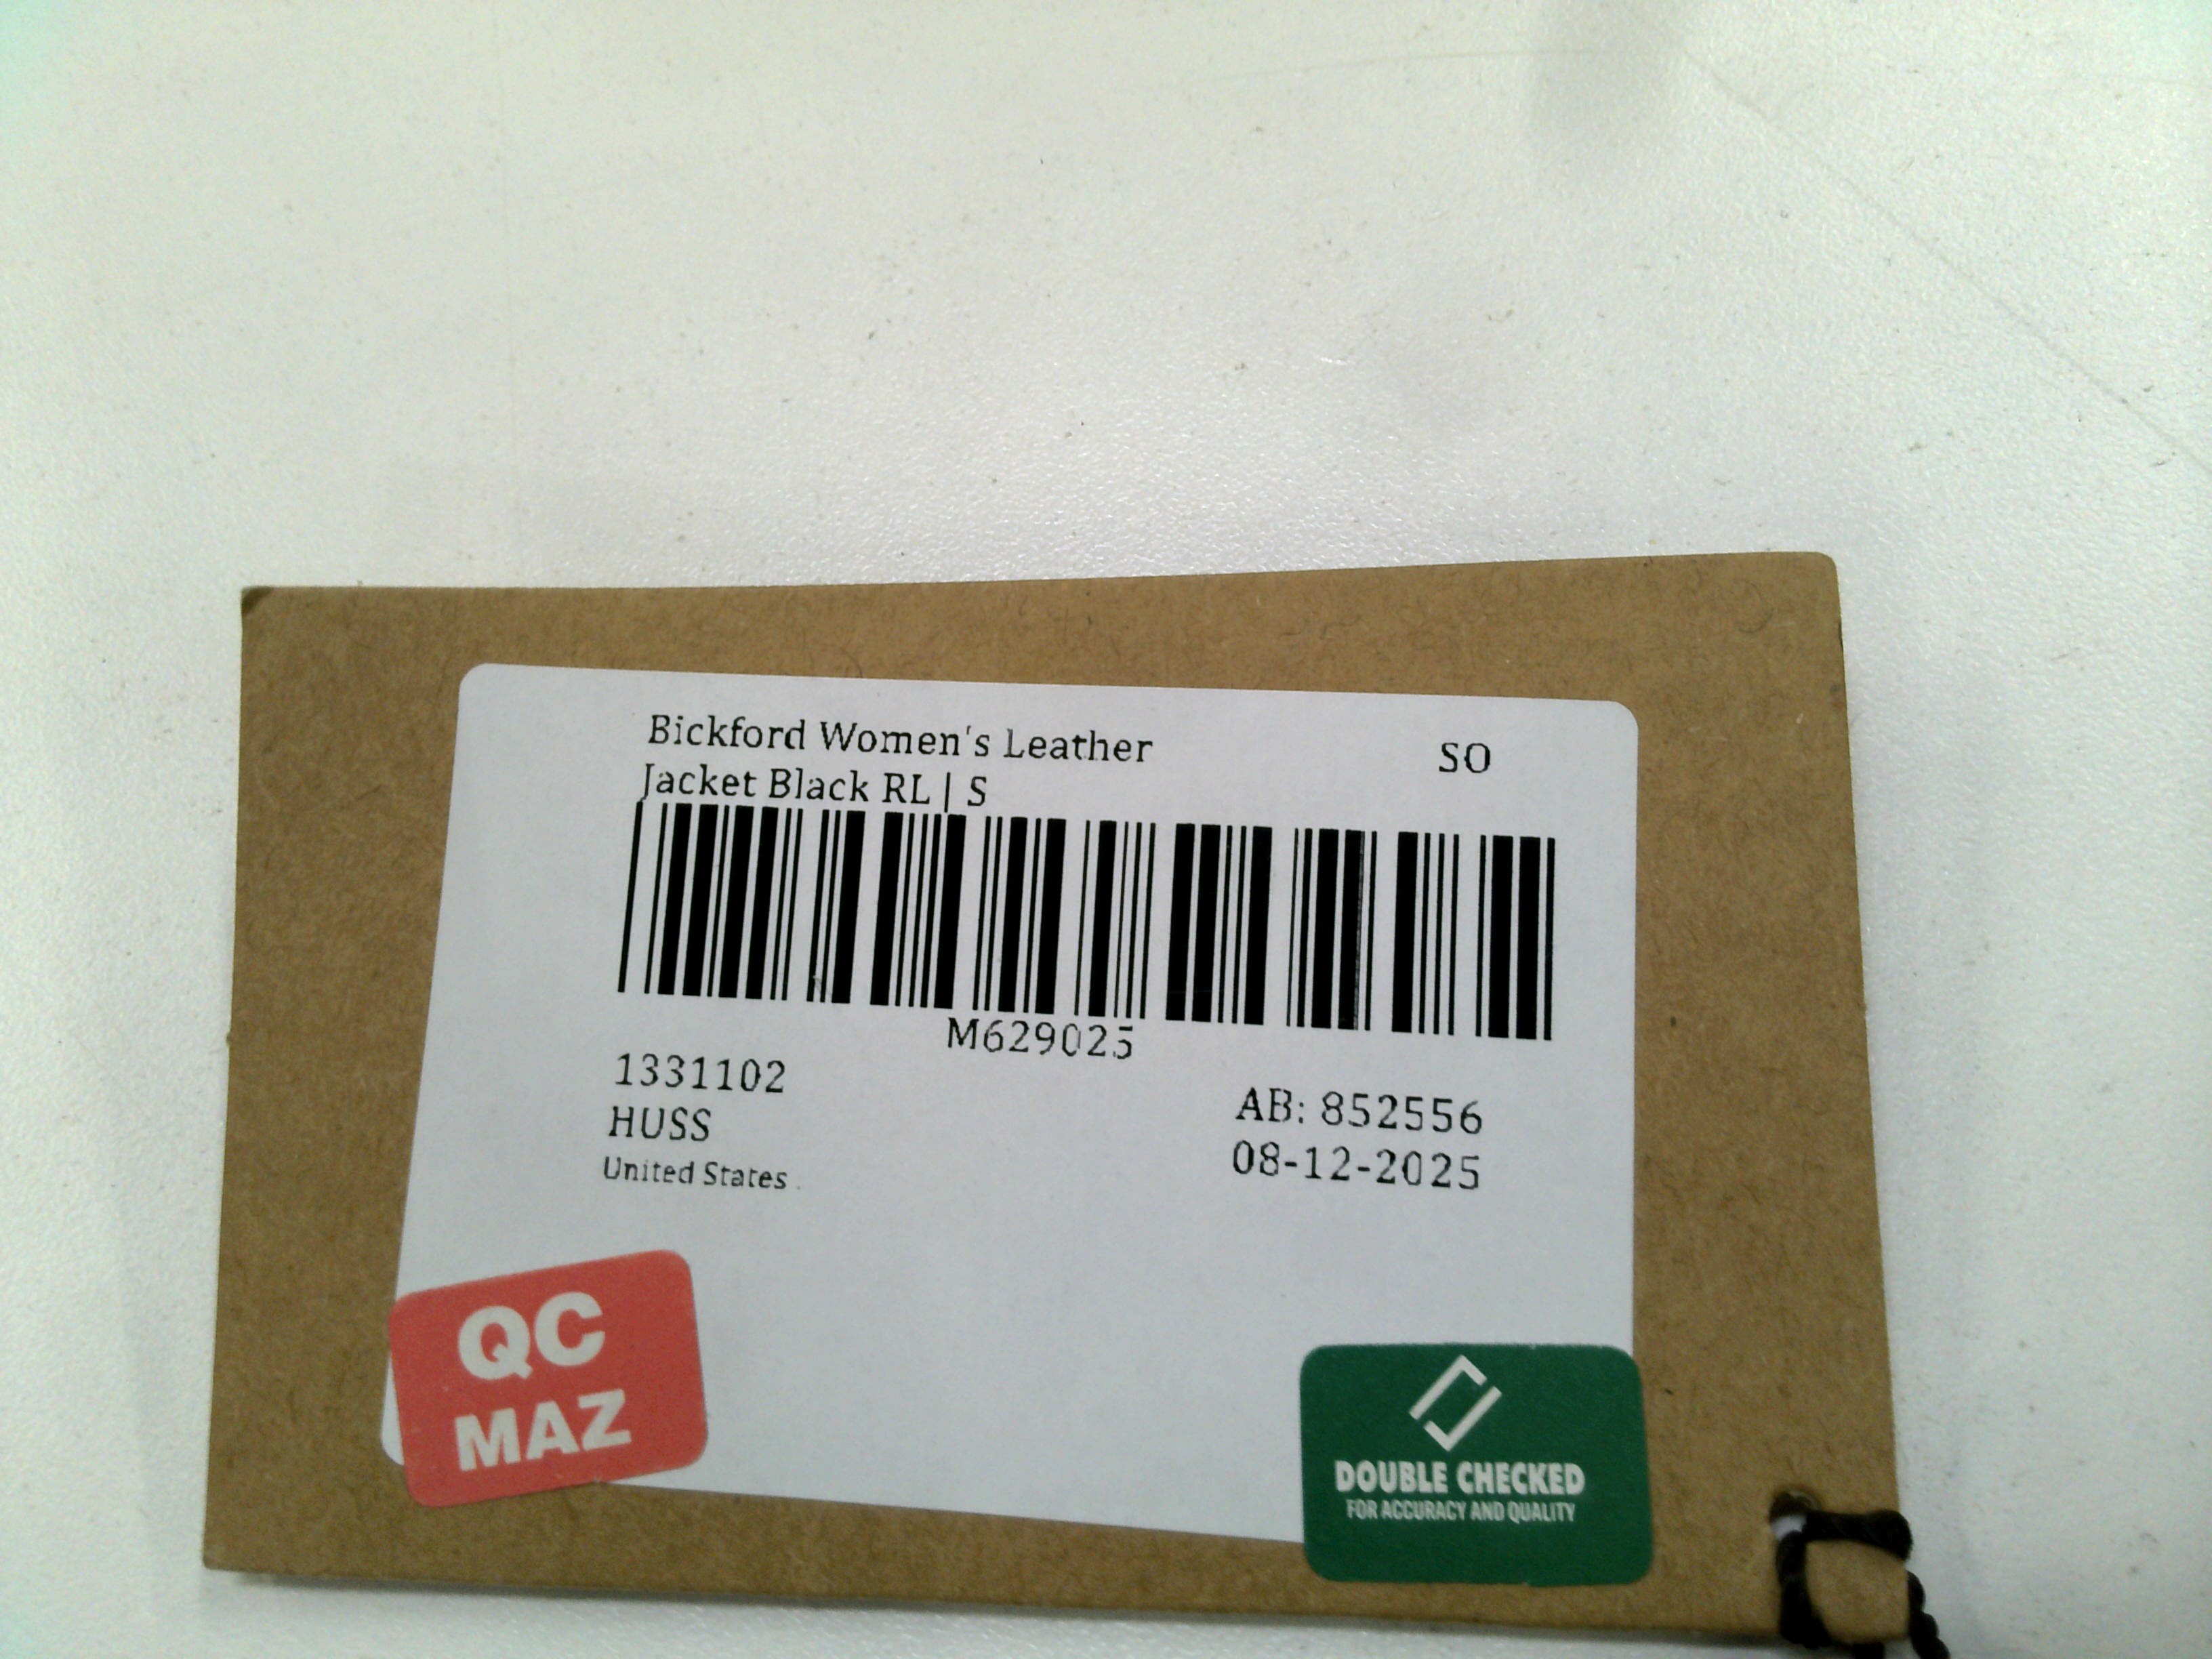 Bickford Women's Leather
SO
Jacket Black RL | S
M629025
1331102
HUSS
United States
AB: 852556
08-12-2025
QC
MAZ
DOUBLE CHECKED
FOR ACCURACY AND QUALITY